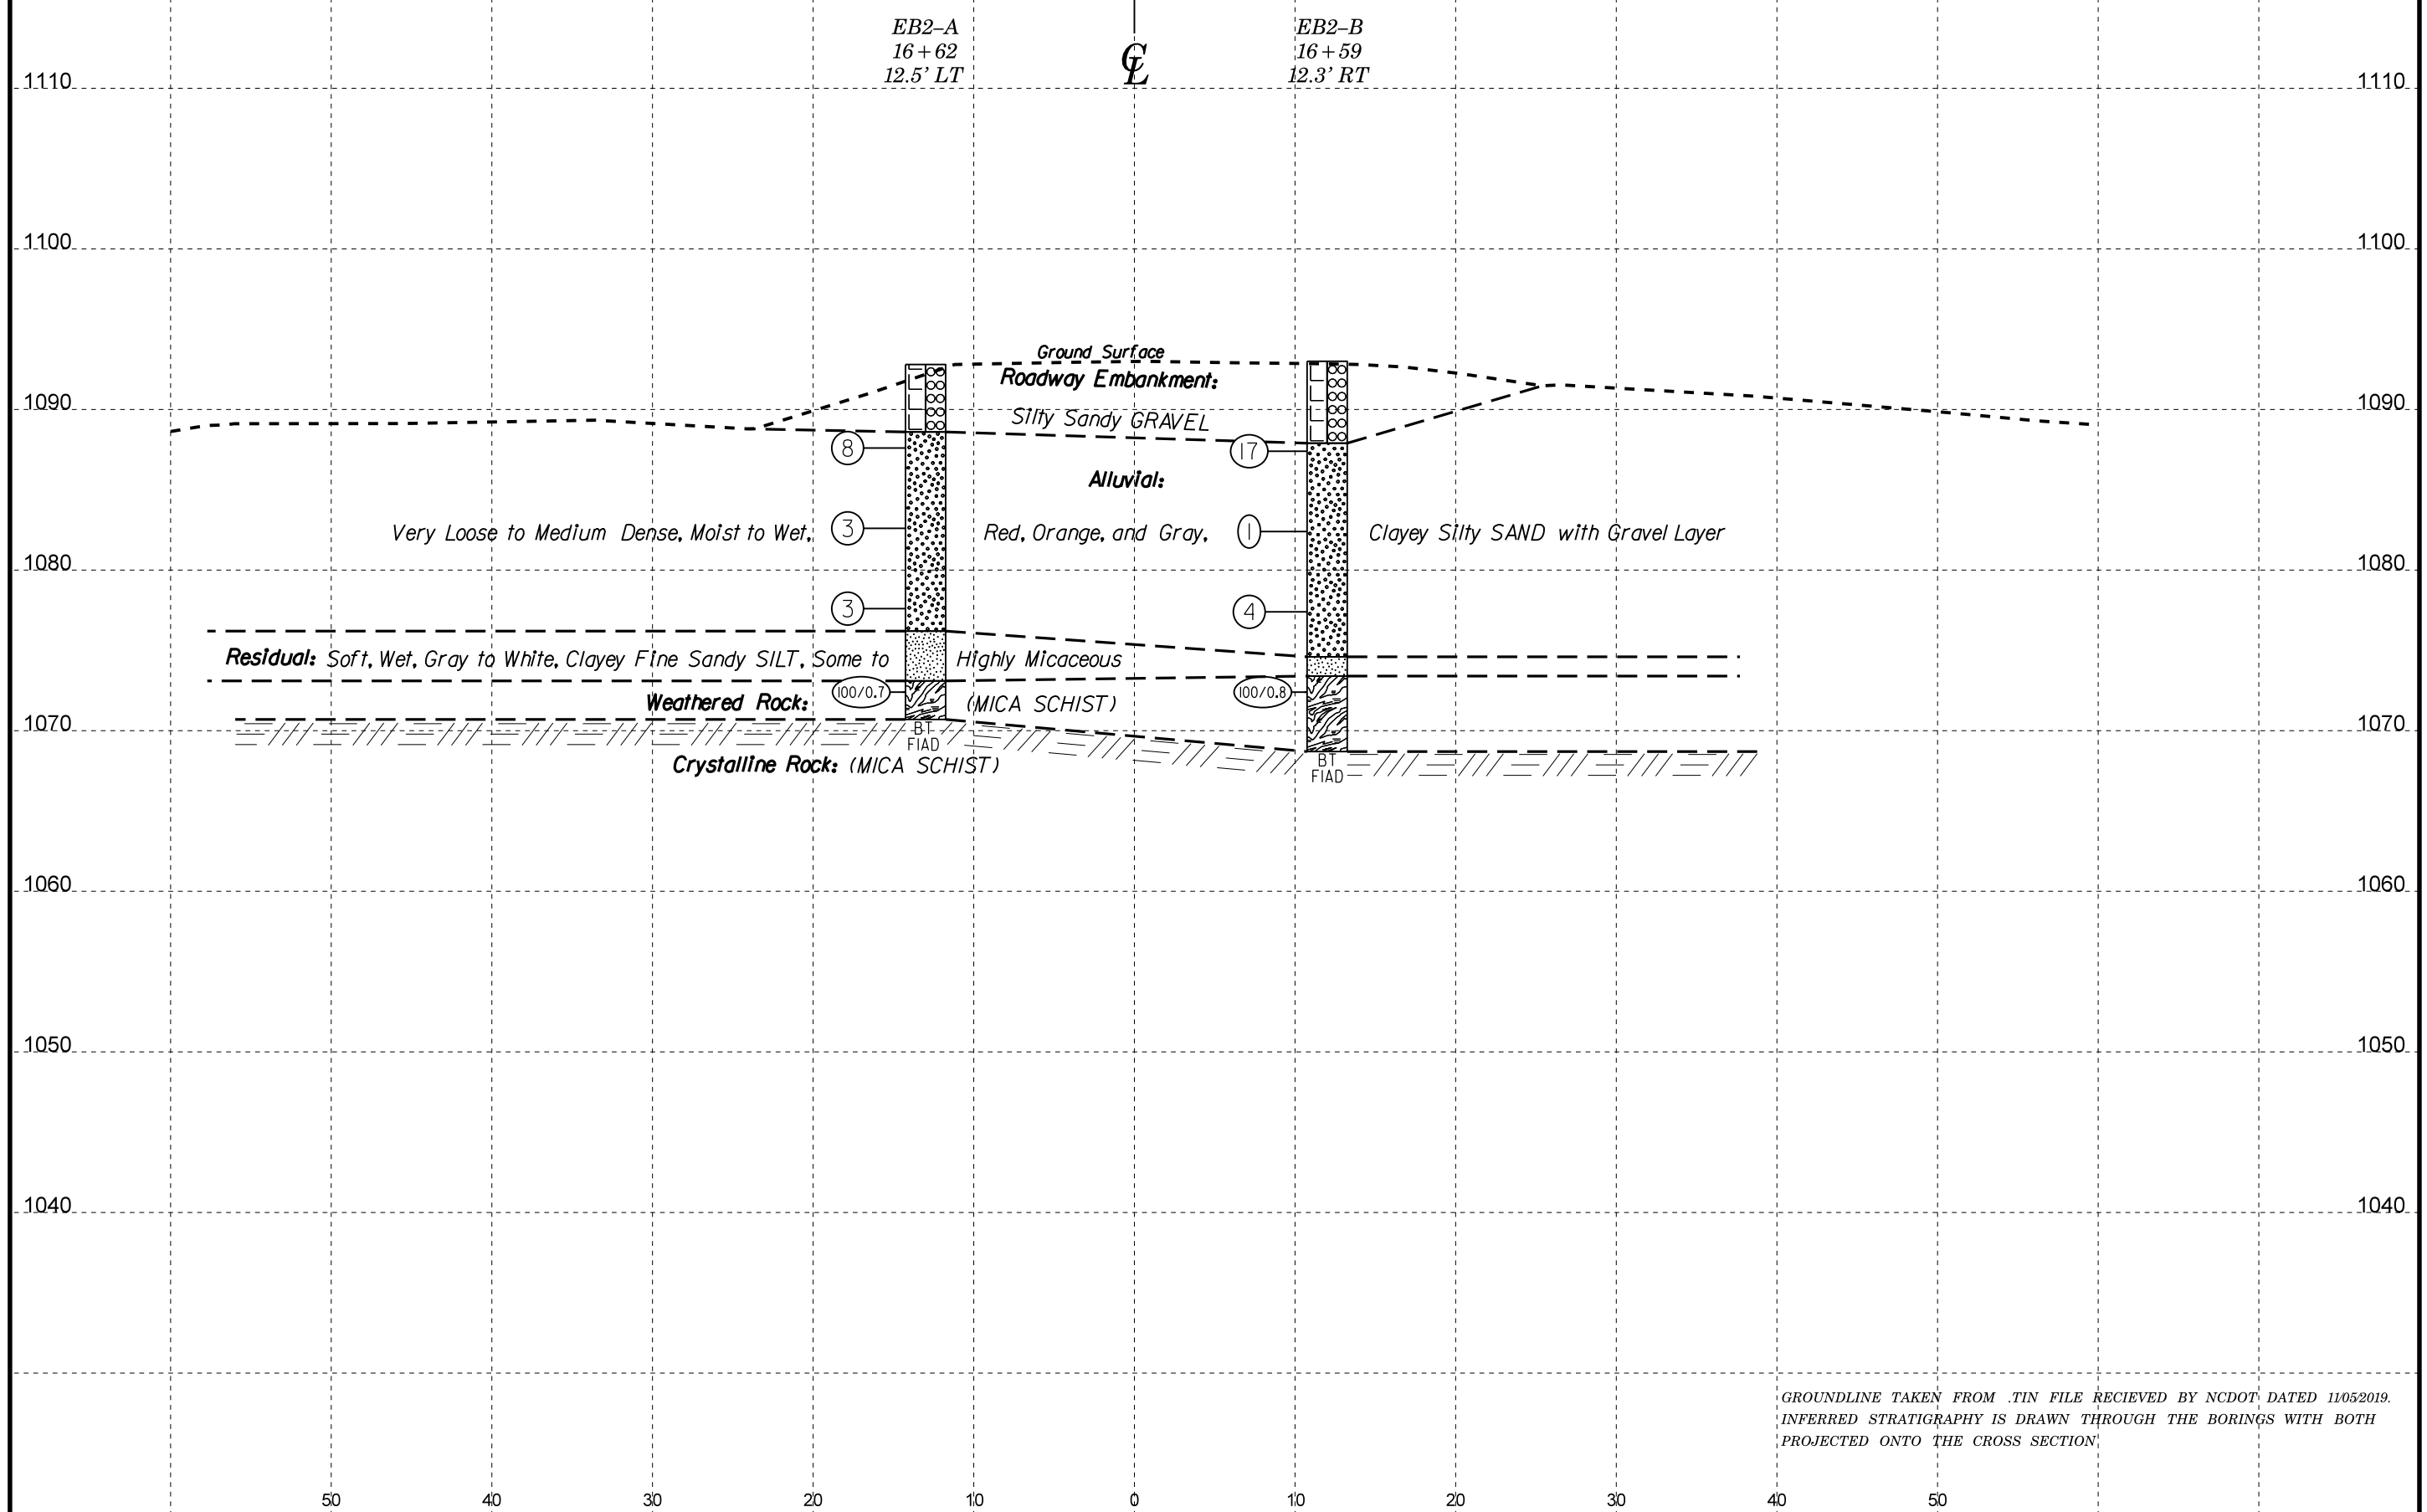 EB2-A
16+62
12.5' LT
℄
EB2-B
16+59
12.3' RT
1110 1110
1100 1100
Ground Surface
Roadway Embankment:
1090 1090
Silty Sandy GRAVEL
8 17
Alluvial:
Very Loose to Medium Dense, Moist to Wet, 3 Red, Orange, and Gray, 1 Clayey Silty SAND with Gravel Layer
1080 1080
3 4
Residual: Soft, Wet, Gray to White, Clayey Fine Sandy SILT, Some to Highly Micaceous
100/0.7 100/0.8
Weathered Rock: (MICA SCHIST)
1070 1070
BT
FIAD
Crystalline Rock: (MICA SCHIST)
BT
FIAD
1060 1060
1050 1050
1040 1040
GROUNDLINE TAKEN FROM .TIN FILE RECIEVED BY NCDOT DATED 11/05/2019.
INFERRED STRATIGRAPHY IS DRAWN THROUGH THE BORINGS WITH BOTH
PROJECTED ONTO THE CROSS SECTION
50 40 30 20 10 0 10 20 30 40 50